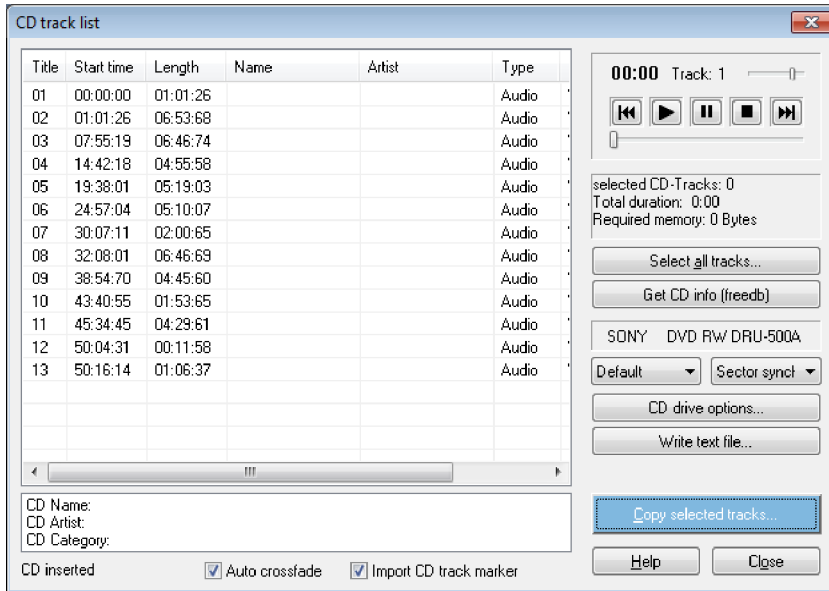 CD track list
Title Start time Length Name Artist Type
01 00:00:00 01:01:26 Audio
02 01:01:26 06:53:68 Audio
03 07:55:19 06:46:74 Audio
04 14:42:18 04:55:58 Audio
05 19:38:01 05:19:03 Audio
06 24:57:04 05:10:07 Audio
07 30:07:11 02:00:65 Audio
08 32:08:01 06:46:69 Audio
09 38:54:70 04:45:60 Audio
10 43:40:55 01:53:65 Audio
11 45:34:45 04:29:61 Audio
12 50:04:31 00:11:58 Audio
13 50:16:14 01:06:37 Audio
CD Name:
CD Artist:
CD Category:
CD inserted Auto crossfade Import CD track marker
00:00 Track: 1
selected CD-Tracks: 0
Total duration: 0:00
Required memory: 0 Bytes
Select all tracks...
Get CD info (freedb)
SONY DVD RW DRU-500A
Default Sector synch
CD drive options...
Write text file...
Copy selected tracks...
Help Close